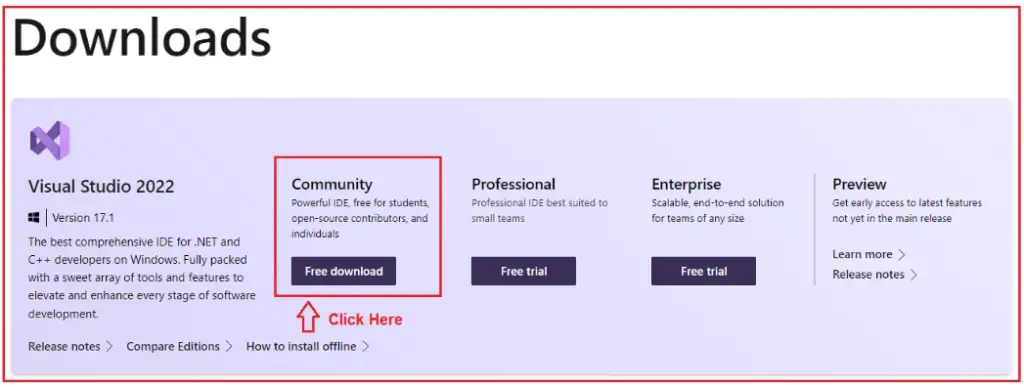 Downloads
Visual Studio 2022
Version 17.1
The best comprehensive IDE for .NET and
C++ developers on Windows. Fully packed
with a sweet array of tools and features to
elevate and enhance every stage of software
development.
Community
Powerful IDE, free for students,
open-source contributors, and
individuals
Free download
Click Here
Professional
Professional IDE best suited to
small teams
Free trial
Enterprise
Scalable, end-to-end solution
for teams of any size
Free trial
Preview
Get early access to latest features
not yet in the main release
Learn more
Release notes
Release notes Compare Editions How to install offline